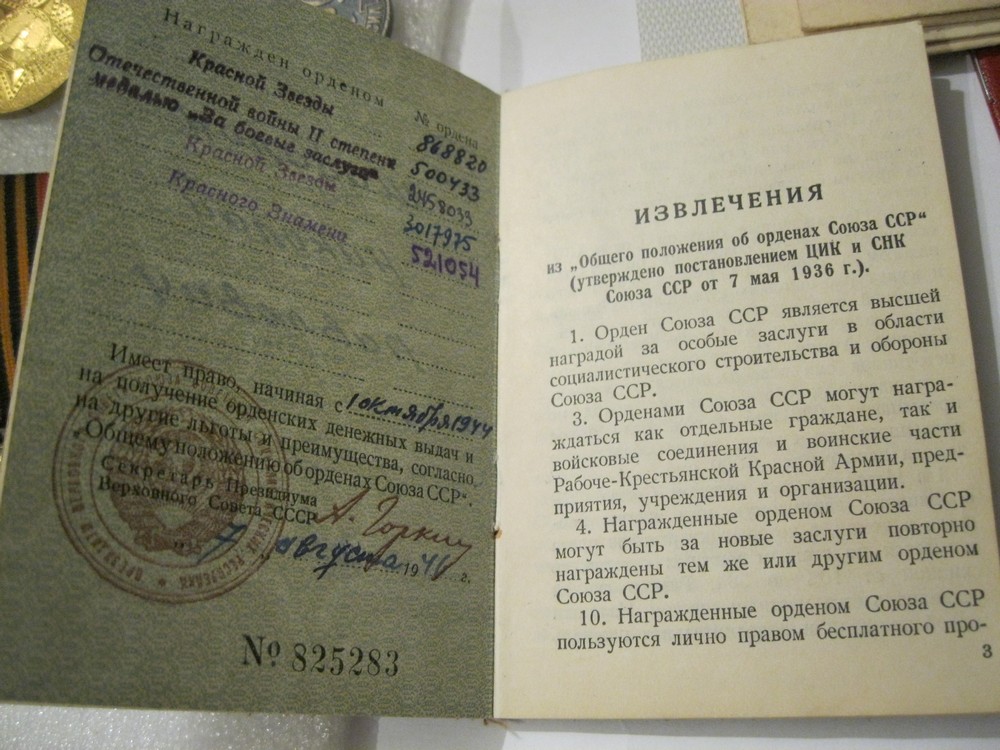 Награжден орденом
№ ордена
Красной Звезды 868820
Отечественной войны II степени 500433
медалью „За боевые заслуги" 2458033
Красной Звезды 3017975
Красного Знамени 521054
Имеет право, начиная с 1 октября 1944
на получение орденских денежных выдач и
на другие льготы и преимущества, согласно
„Общему положению об орденах Союза ССР".
Секретарь Президиума
Верховного Совета СССР А. Горкин
„7" августа 1946 г.
№ 825283
ИЗВЛЕЧЕНИЯ
из „Общего положения об орденах Союза ССР"
(утверждено постановлением ЦИК и СНК
Союза ССР от 7 мая 1936 г.).
1. Орден Союза ССР является высшей
наградой за особые заслуги в области
социалистического строительства и обороны
Союза ССР.
3. Орденами Союза ССР могут награ-
ждаться как отдельные граждане, так и
войсковые соединения и воинские части
Рабоче-Крестьянской Красной Армии, пред-
приятия, учреждения и организации.
4. Награжденные орденом Союза ССР
могут быть за новые заслуги повторно
награждены тем же или другим орденом
Союза ССР.
10. Награжденные орденом Союза ССР
пользуются лично правом бесплатного про-
3